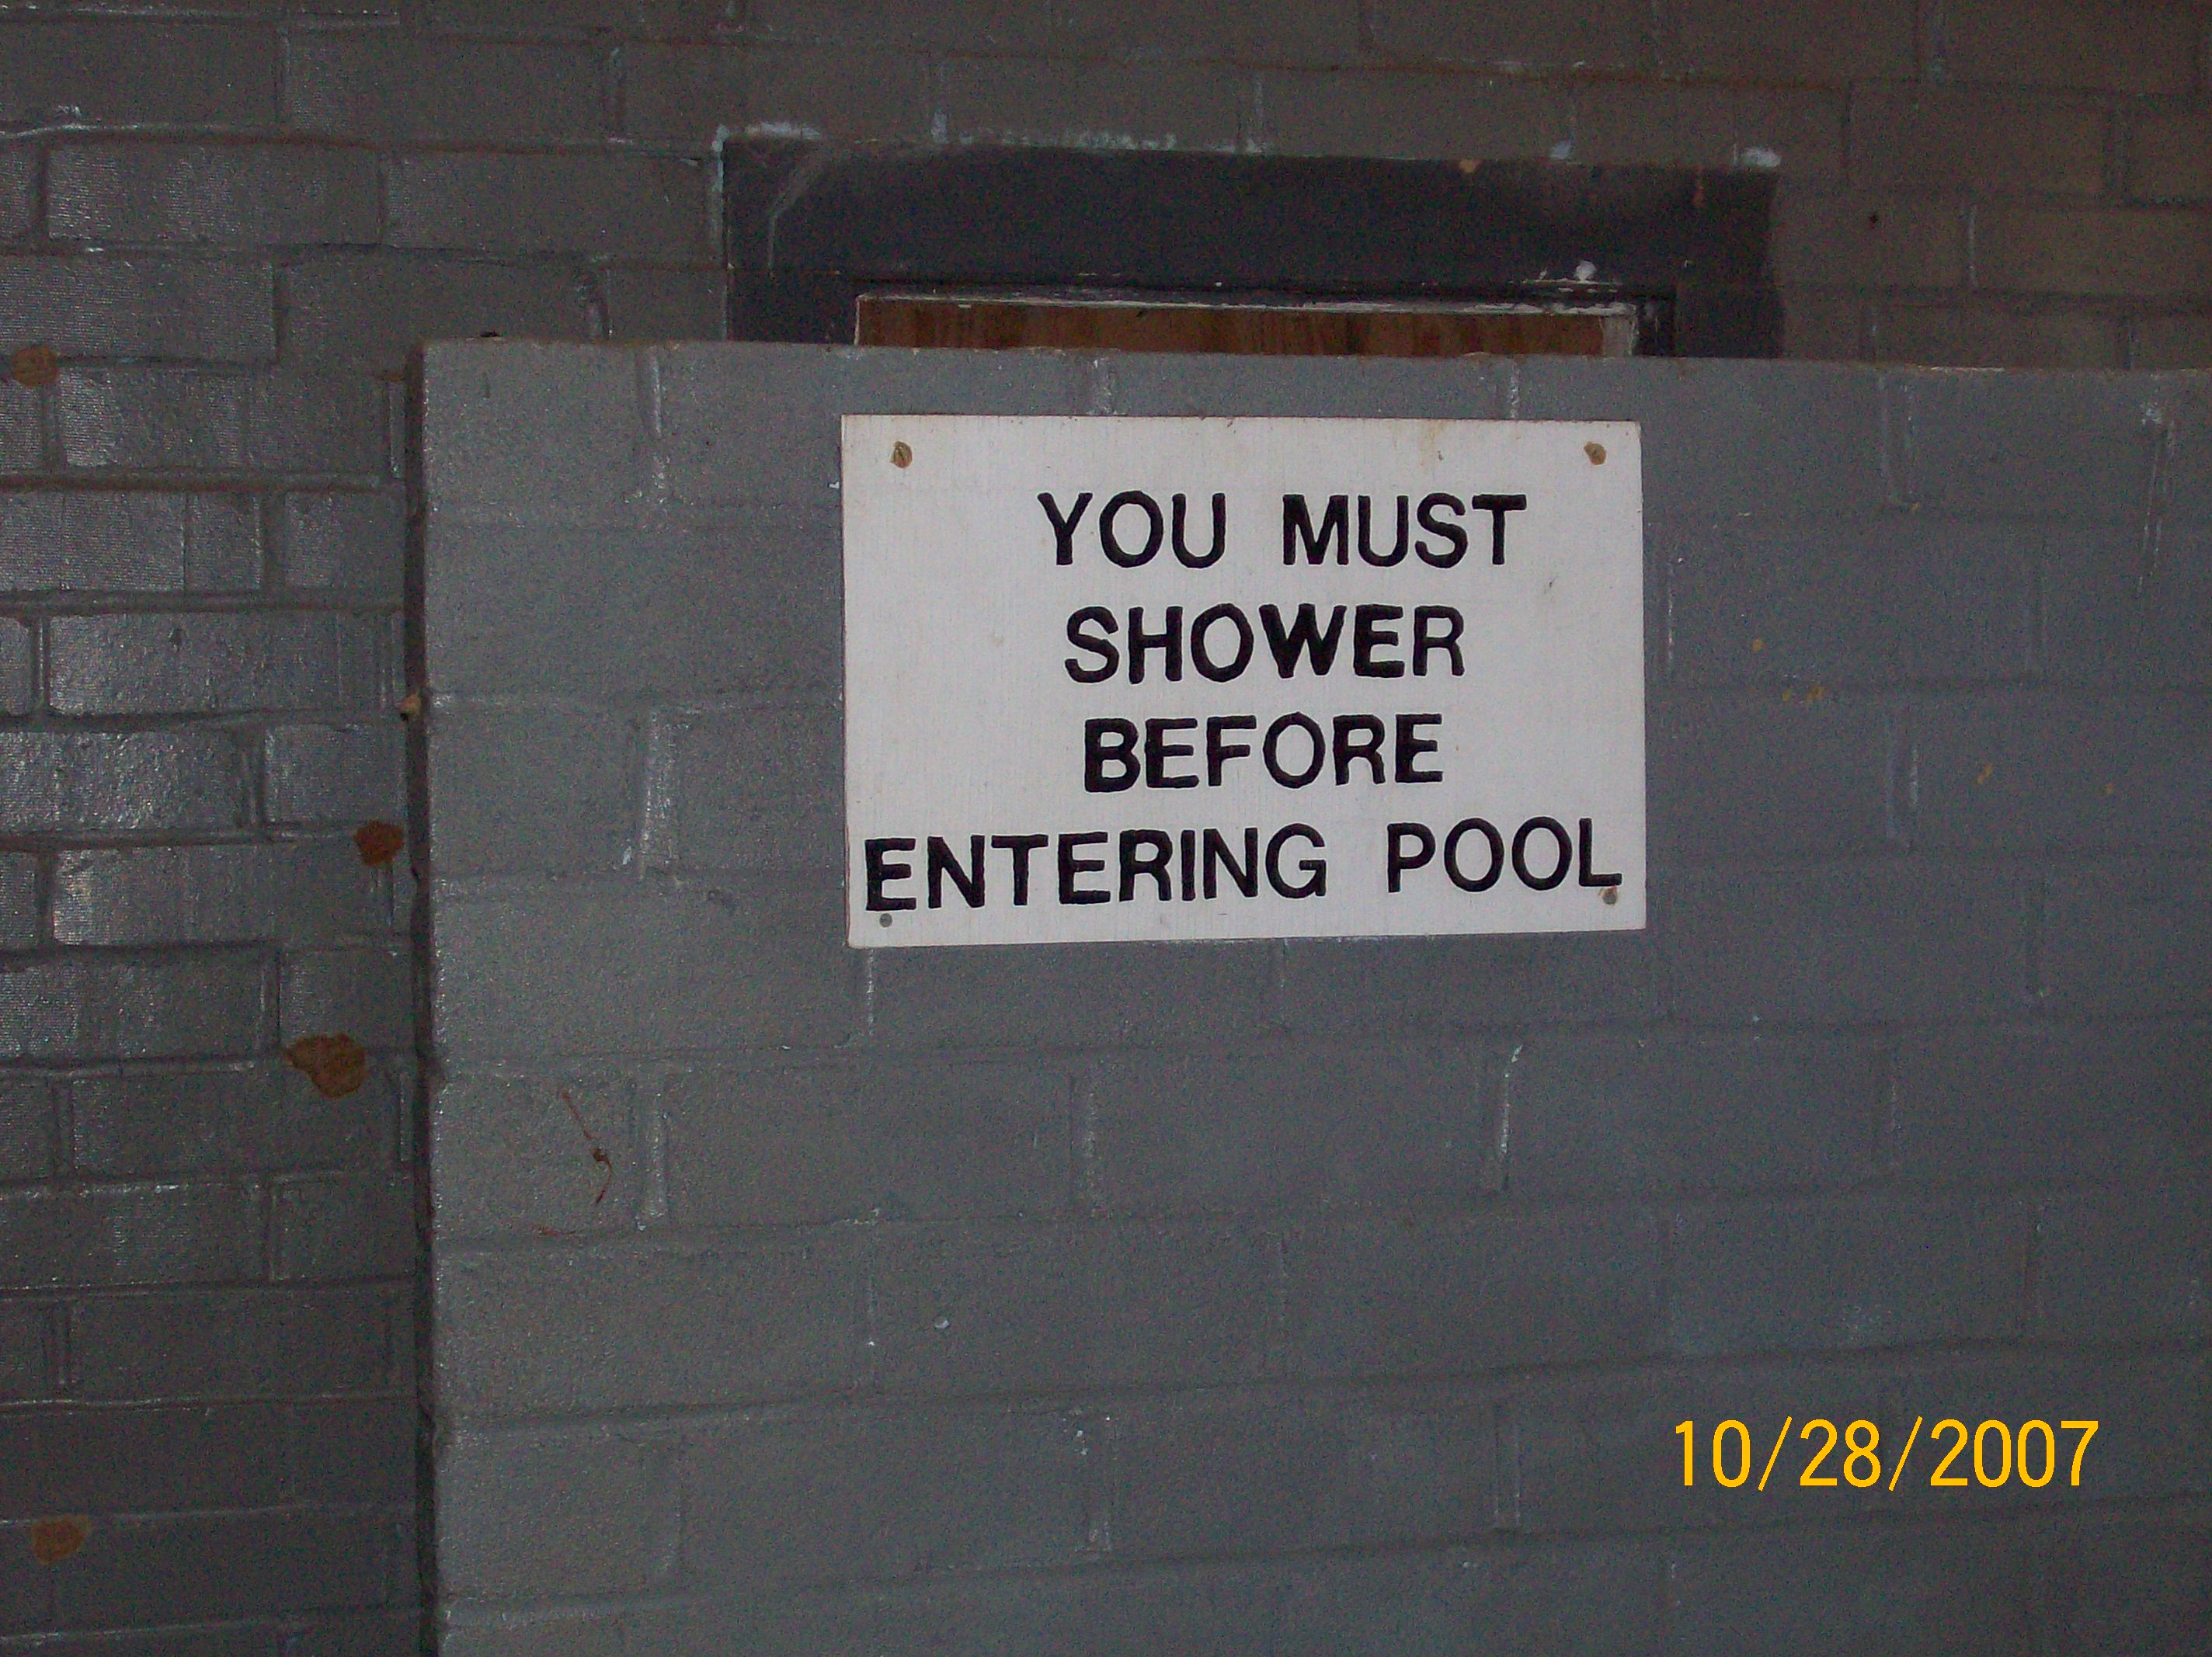 YOU MUST
SHOWER
BEFORE
ENTERING POOL
10/28/2007